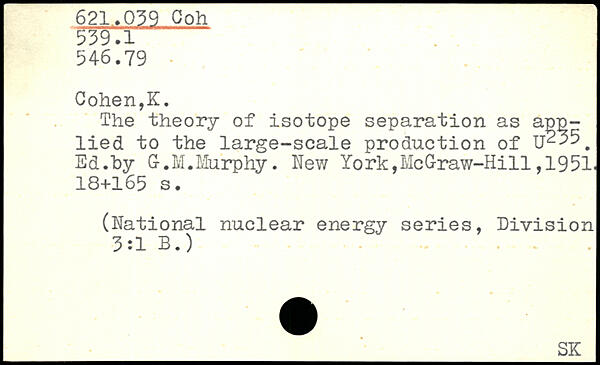 621.039 Coh
539.1
546.79
Cohen,K.
The theory of isotope separation as app-
lied to the large-scale production of U235.
Ed.by G.M.Murphy. New York,McGraw-Hill,1951.
18+165 s.
(National nuclear energy series, Division
3:1 B.)
SK